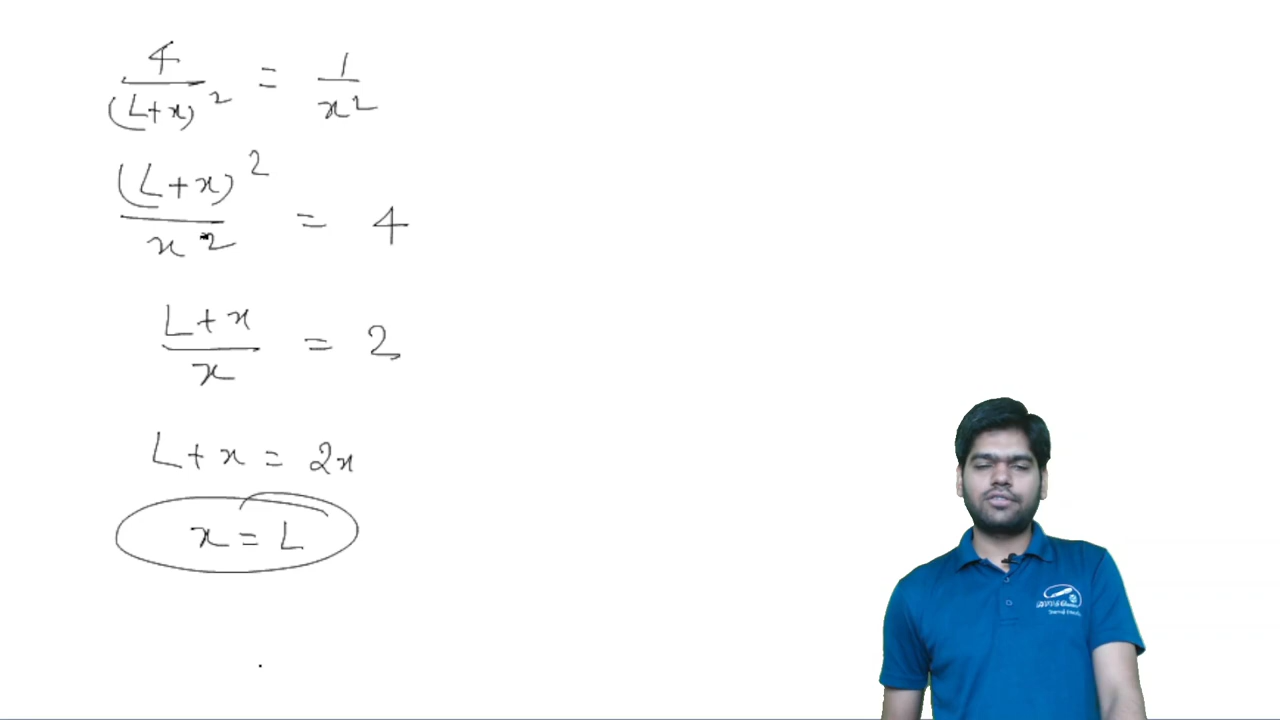 4/(L+x)² = 1/x²
(L+x)²/x² = 4
L+x/x = 2
L+x = 2x
x = L